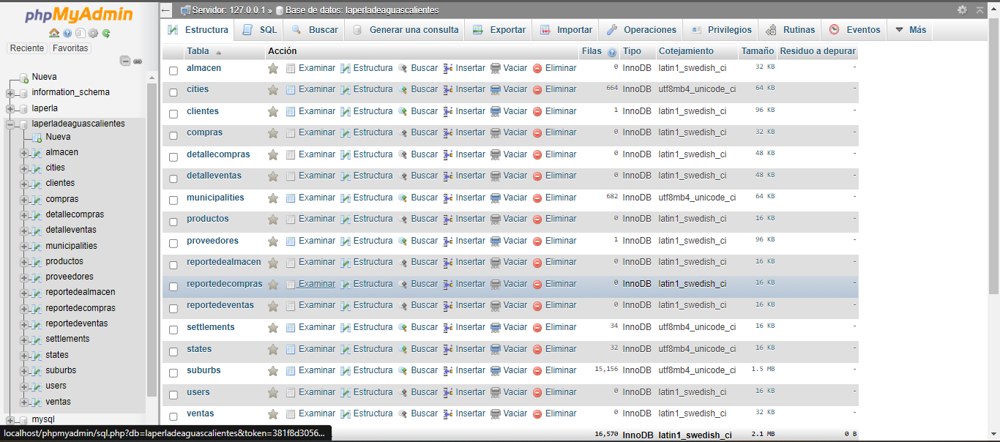 phpMyAdmin
Reciente Favoritas
Nueva
information_schema
laperla
laperladeaguascalientes
Nueva
almacen
cities
clientes
compras
detallecompras
detalleventas
municipalities
productos
proveedores
reportedealmacen
reportedecompras
reportedeventas
settlements
states
suburbs
users
ventas
mysql
localhost/phpmyadmin/sql.php?db=laperladeaguascalientes&token=381f8d3056...
Servidor: 127.0.0.1 » Base de datos: laperladeaguascalientes
Estructura SQL Buscar Generar una consulta Exportar Importar Operaciones Privilegios Rutinas Eventos Más
Tabla Acción Filas Tipo Cotejamiento Tamaño Residuo a depurar
almacen Examinar Estructura Buscar Insertar Vaciar Eliminar 0 InnoDB latin1_swedish_ci 32 KB -
cities Examinar Estructura Buscar Insertar Vaciar Eliminar 664 InnoDB utf8mb4_unicode_ci 64 KB -
clientes Examinar Estructura Buscar Insertar Vaciar Eliminar 1 InnoDB latin1_swedish_ci 96 KB -
compras Examinar Estructura Buscar Insertar Vaciar Eliminar 0 InnoDB latin1_swedish_ci 32 KB -
detallecompras Examinar Estructura Buscar Insertar Vaciar Eliminar 0 InnoDB latin1_swedish_ci 48 KB -
detalleventas Examinar Estructura Buscar Insertar Vaciar Eliminar 0 InnoDB latin1_swedish_ci 48 KB -
municipalities Examinar Estructura Buscar Insertar Vaciar Eliminar 682 InnoDB utf8mb4_unicode_ci 64 KB -
productos Examinar Estructura Buscar Insertar Vaciar Eliminar 0 InnoDB latin1_swedish_ci 16 KB -
proveedores Examinar Estructura Buscar Insertar Vaciar Eliminar 1 InnoDB latin1_swedish_ci 96 KB -
reportedealmacen Examinar Estructura Buscar Insertar Vaciar Eliminar 0 InnoDB latin1_swedish_ci 16 KB -
reportedecompras Examinar Estructura Buscar Insertar Vaciar Eliminar 0 InnoDB latin1_swedish_ci 16 KB -
reportedeventas Examinar Estructura Buscar Insertar Vaciar Eliminar 0 InnoDB latin1_swedish_ci 16 KB -
settlements Examinar Estructura Buscar Insertar Vaciar Eliminar 34 InnoDB utf8mb4_unicode_ci 16 KB -
states Examinar Estructura Buscar Insertar Vaciar Eliminar 32 InnoDB utf8mb4_unicode_ci 16 KB -
suburbs Examinar Estructura Buscar Insertar Vaciar Eliminar 15,156 InnoDB utf8mb4_unicode_ci 1.5 MB -
users Examinar Estructura Buscar Insertar Vaciar Eliminar 0 InnoDB latin1_swedish_ci 16 KB -
ventas Examinar Estructura Buscar Insertar Vaciar Eliminar 0 InnoDB latin1_swedish_ci 32 KB -
16,570 InnoDB latin1_swedish_ci 2.1 MB 0 B